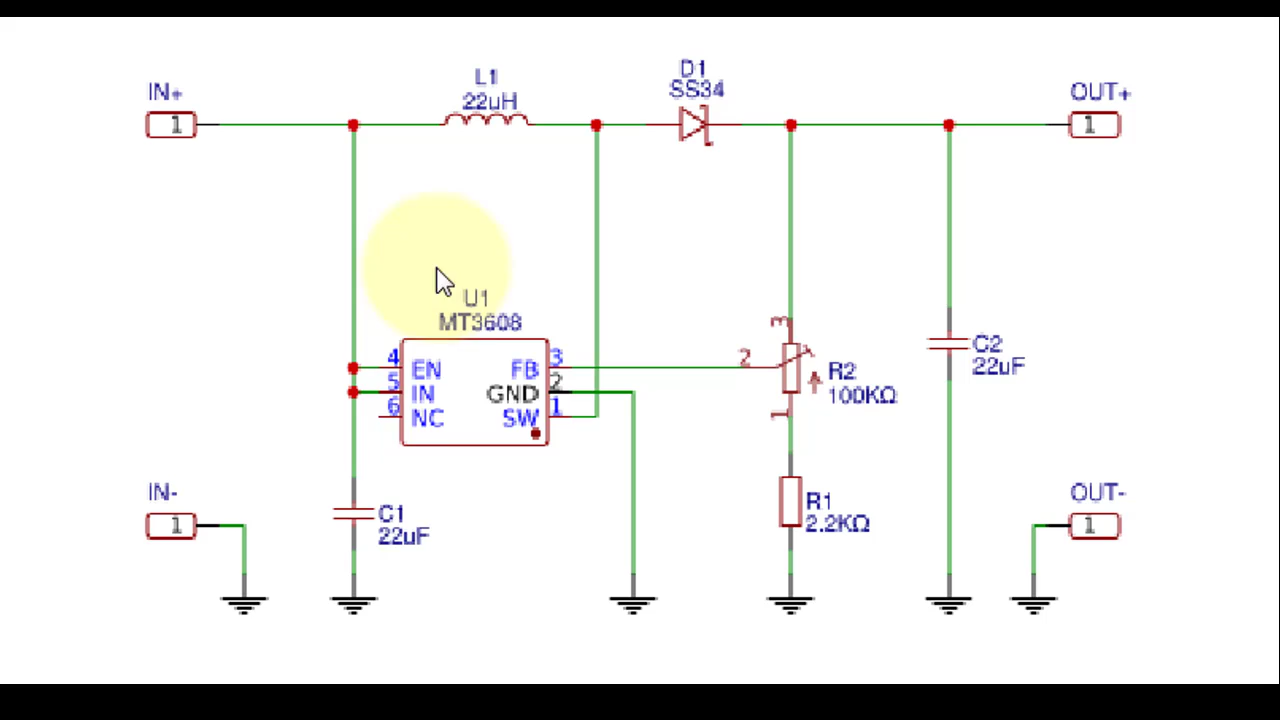 IN+
1
L1
22uH
D1
SS34
OUT+
1
U1
MT3608
4 EN
5 IN
6 NC
FB 3
GND 2
SW 1
3
2
1
R2
100KΩ
C2
22uF
IN-
1
C1
22uF
R1
2.2KΩ
OUT-
1